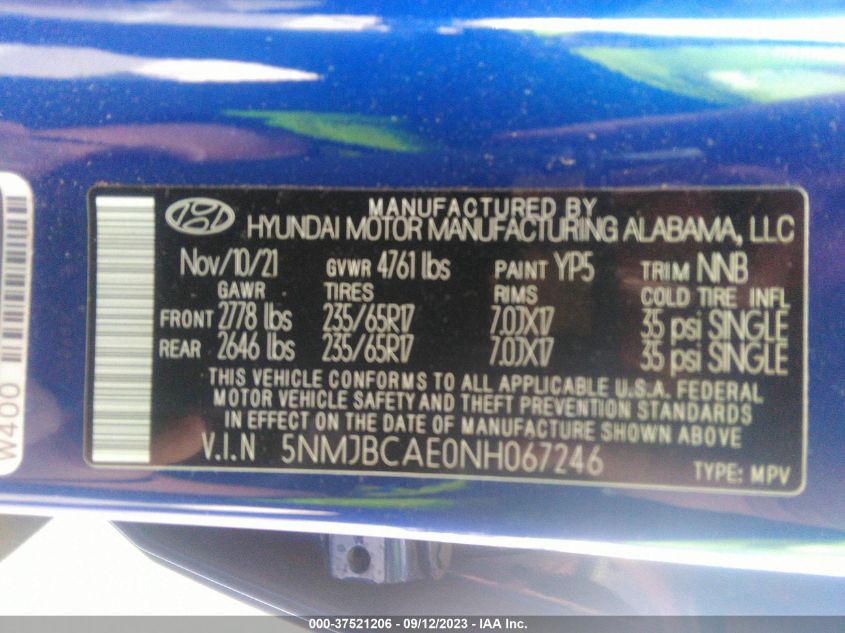 MANUFACTURED BY
HYUNDAI MOTOR MANUFACTURING ALABAMA, LLC
Nov/10/21 GVWR 4761 lbs PAINT YP5 TRIM NNB
GAWR TIRES RIMS COLD TIRE INFL
FRONT 2778 lbs 235/65R17 7.0JX17 35 psi SINGLE
REAR 2646 lbs 235/65R17 7.0JX17 35 psi SINGLE
THIS VEHICLE CONFORMS TO ALL APPLICABLE U.S.A. FEDERAL
MOTOR VEHICLE SAFETY AND THEFT PREVENTION STANDARDS
IN EFFECT ON THE DATE OF MANUFACTURE SHOWN ABOVE.
V.I.N 5NMJBCAE0NH067246 TYPE: MPV
W400
000-37521206 - 09/12/2023 - IAA Inc.